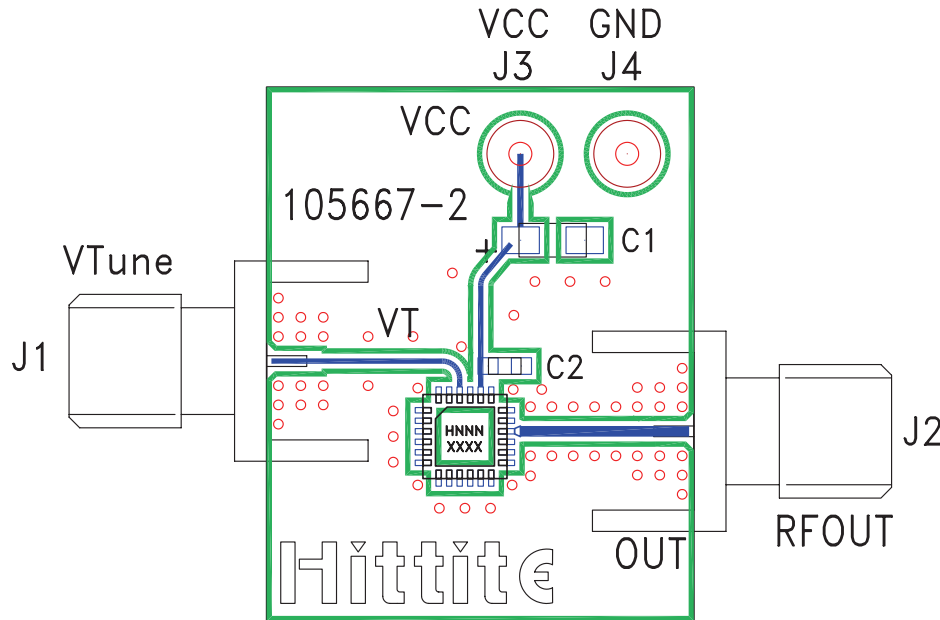 VCC GND
J3 J4
VCC
105667-2
+ C1
VTune
VT
J1
C2
HNNN
XXXX
J2
RFOUT
OUT
Hittite